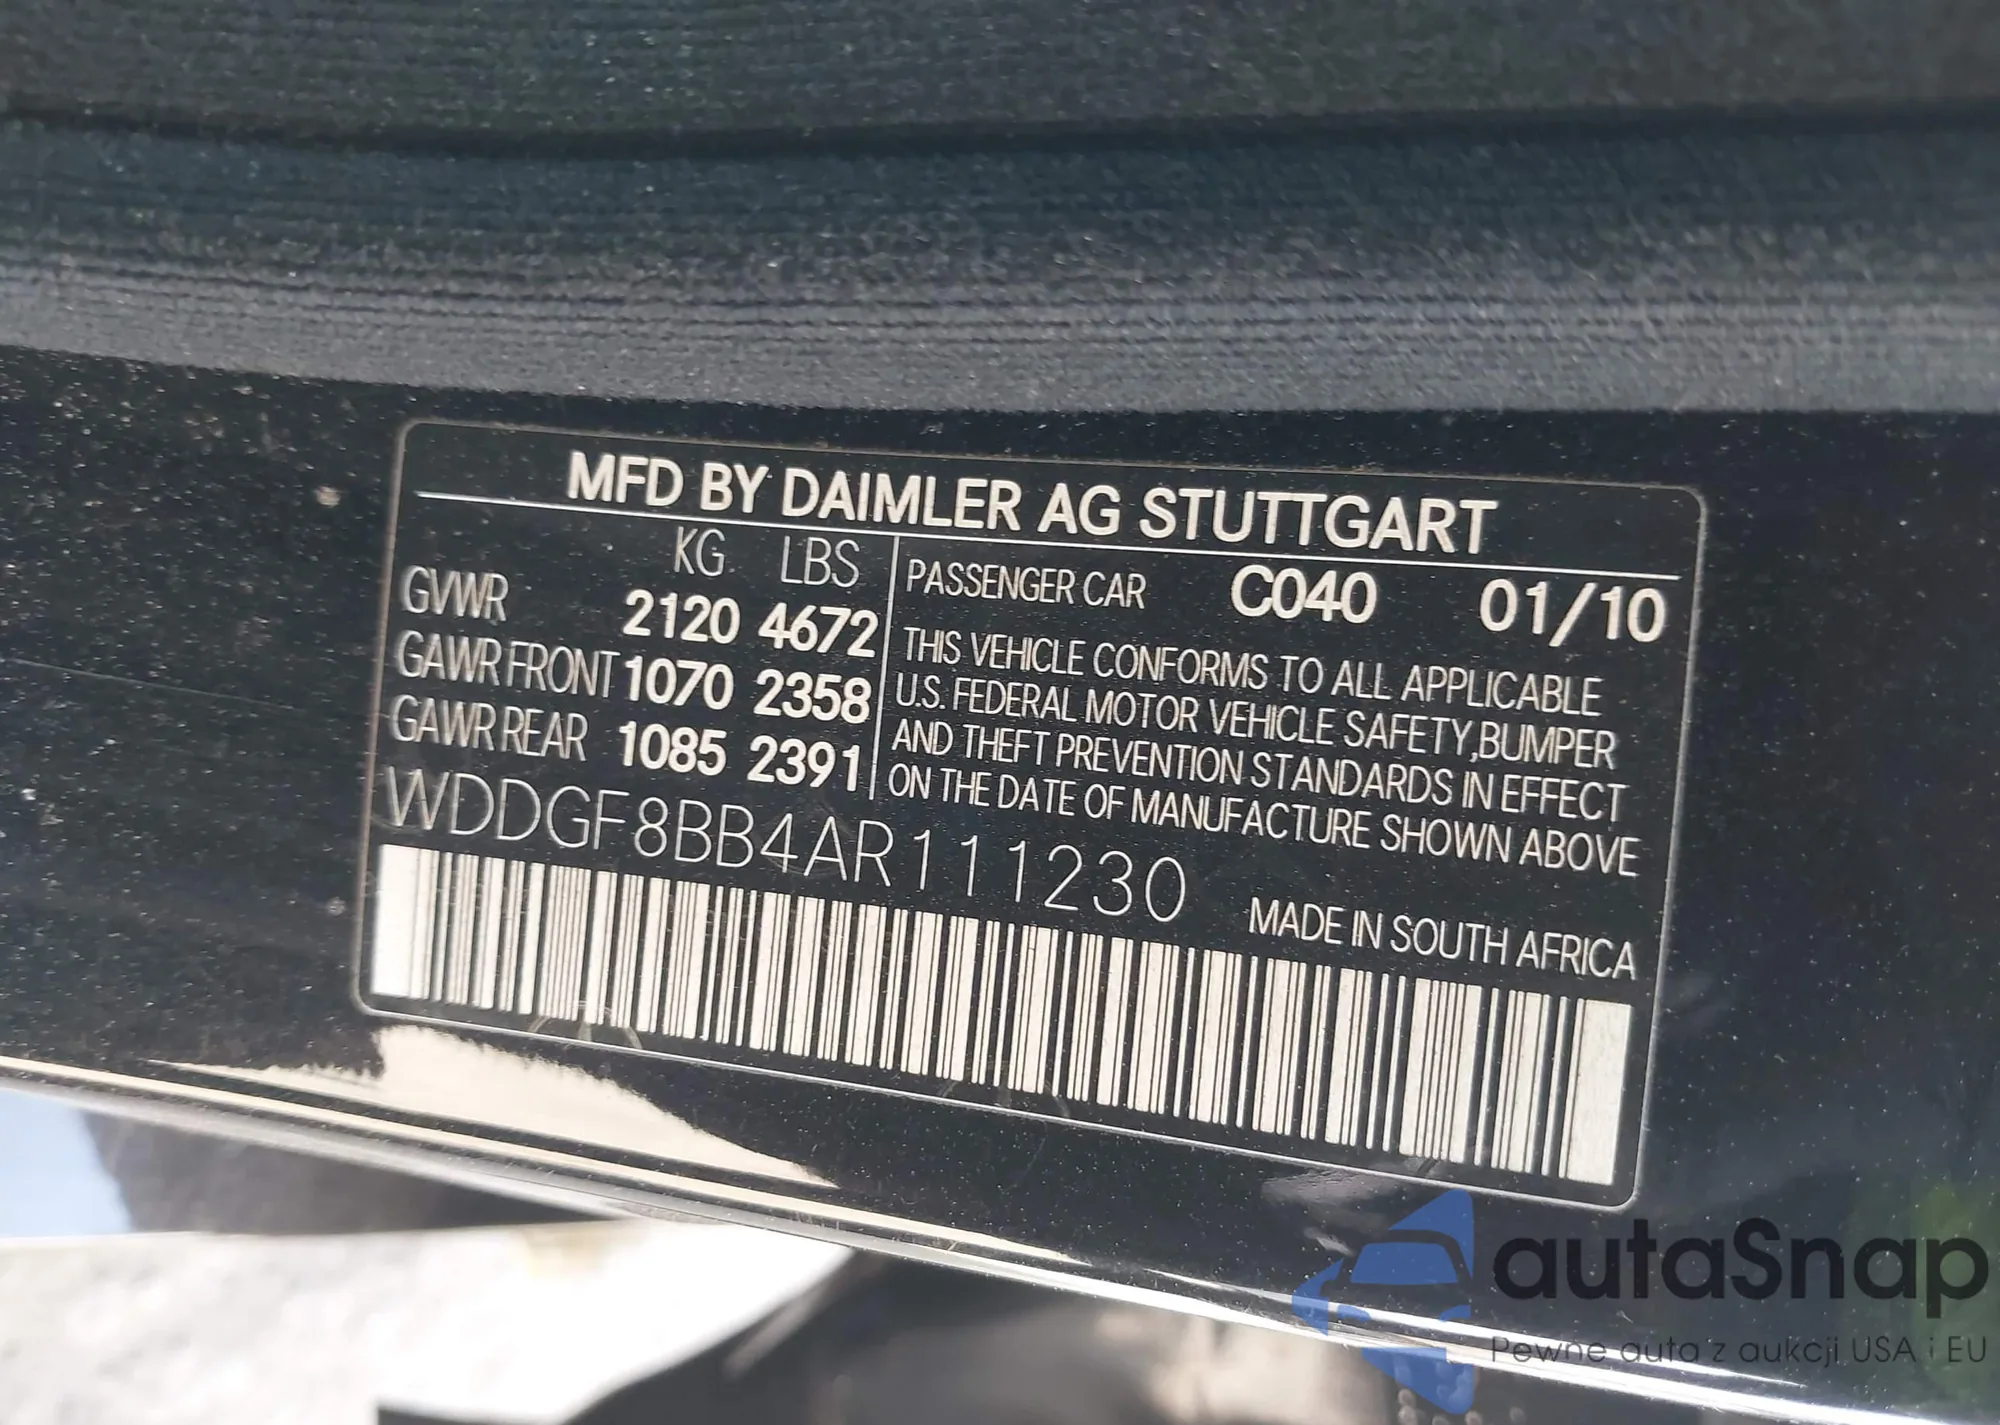 MFD BY DAIMLER AG STUTTGART
KG LBS
GVWR 2120 4672
GAWR FRONT 1070 2358
GAWR REAR 1085 2391
PASSENGER CAR C040 01/10
THIS VEHICLE CONFORMS TO ALL APPLICABLE
U.S. FEDERAL MOTOR VEHICLE SAFETY,BUMPER
AND THEFT PREVENTION STANDARDS IN EFFECT
ON THE DATE OF MANUFACTURE SHOWN ABOVE
WDDGF8BB4AR111230
MADE IN SOUTH AFRICA
autaSnap
Pewne auta z aukcji USA i EU